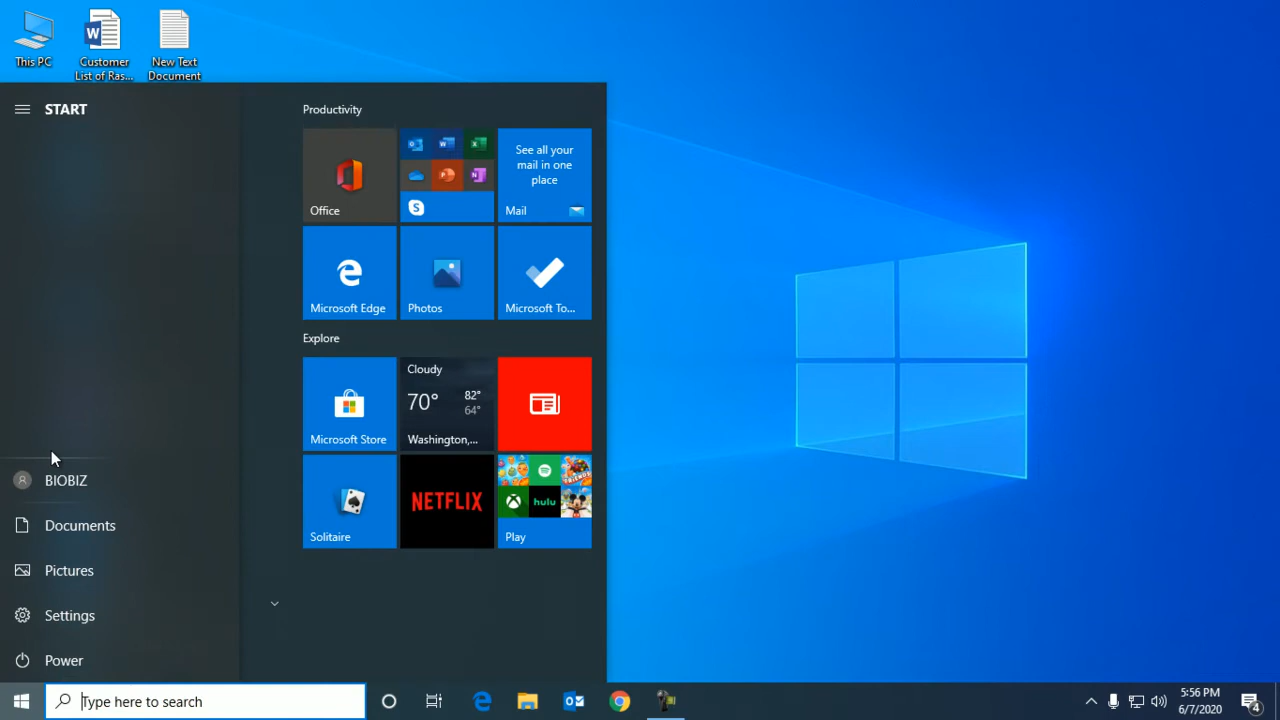 This PC
Customer
List of Ras...
New Text
Document
START
BIOBIZ
Documents
Pictures
Settings
Power
Productivity
Office
See all your
mail in one
place
Mail
Microsoft Edge
Photos
Microsoft To...
Explore
Microsoft Store
Cloudy
70°
82°
64°
Washington,...
Solitaire
NETFLIX
hulu
Play
Type here to search
5:56 PM
6/7/2020
4